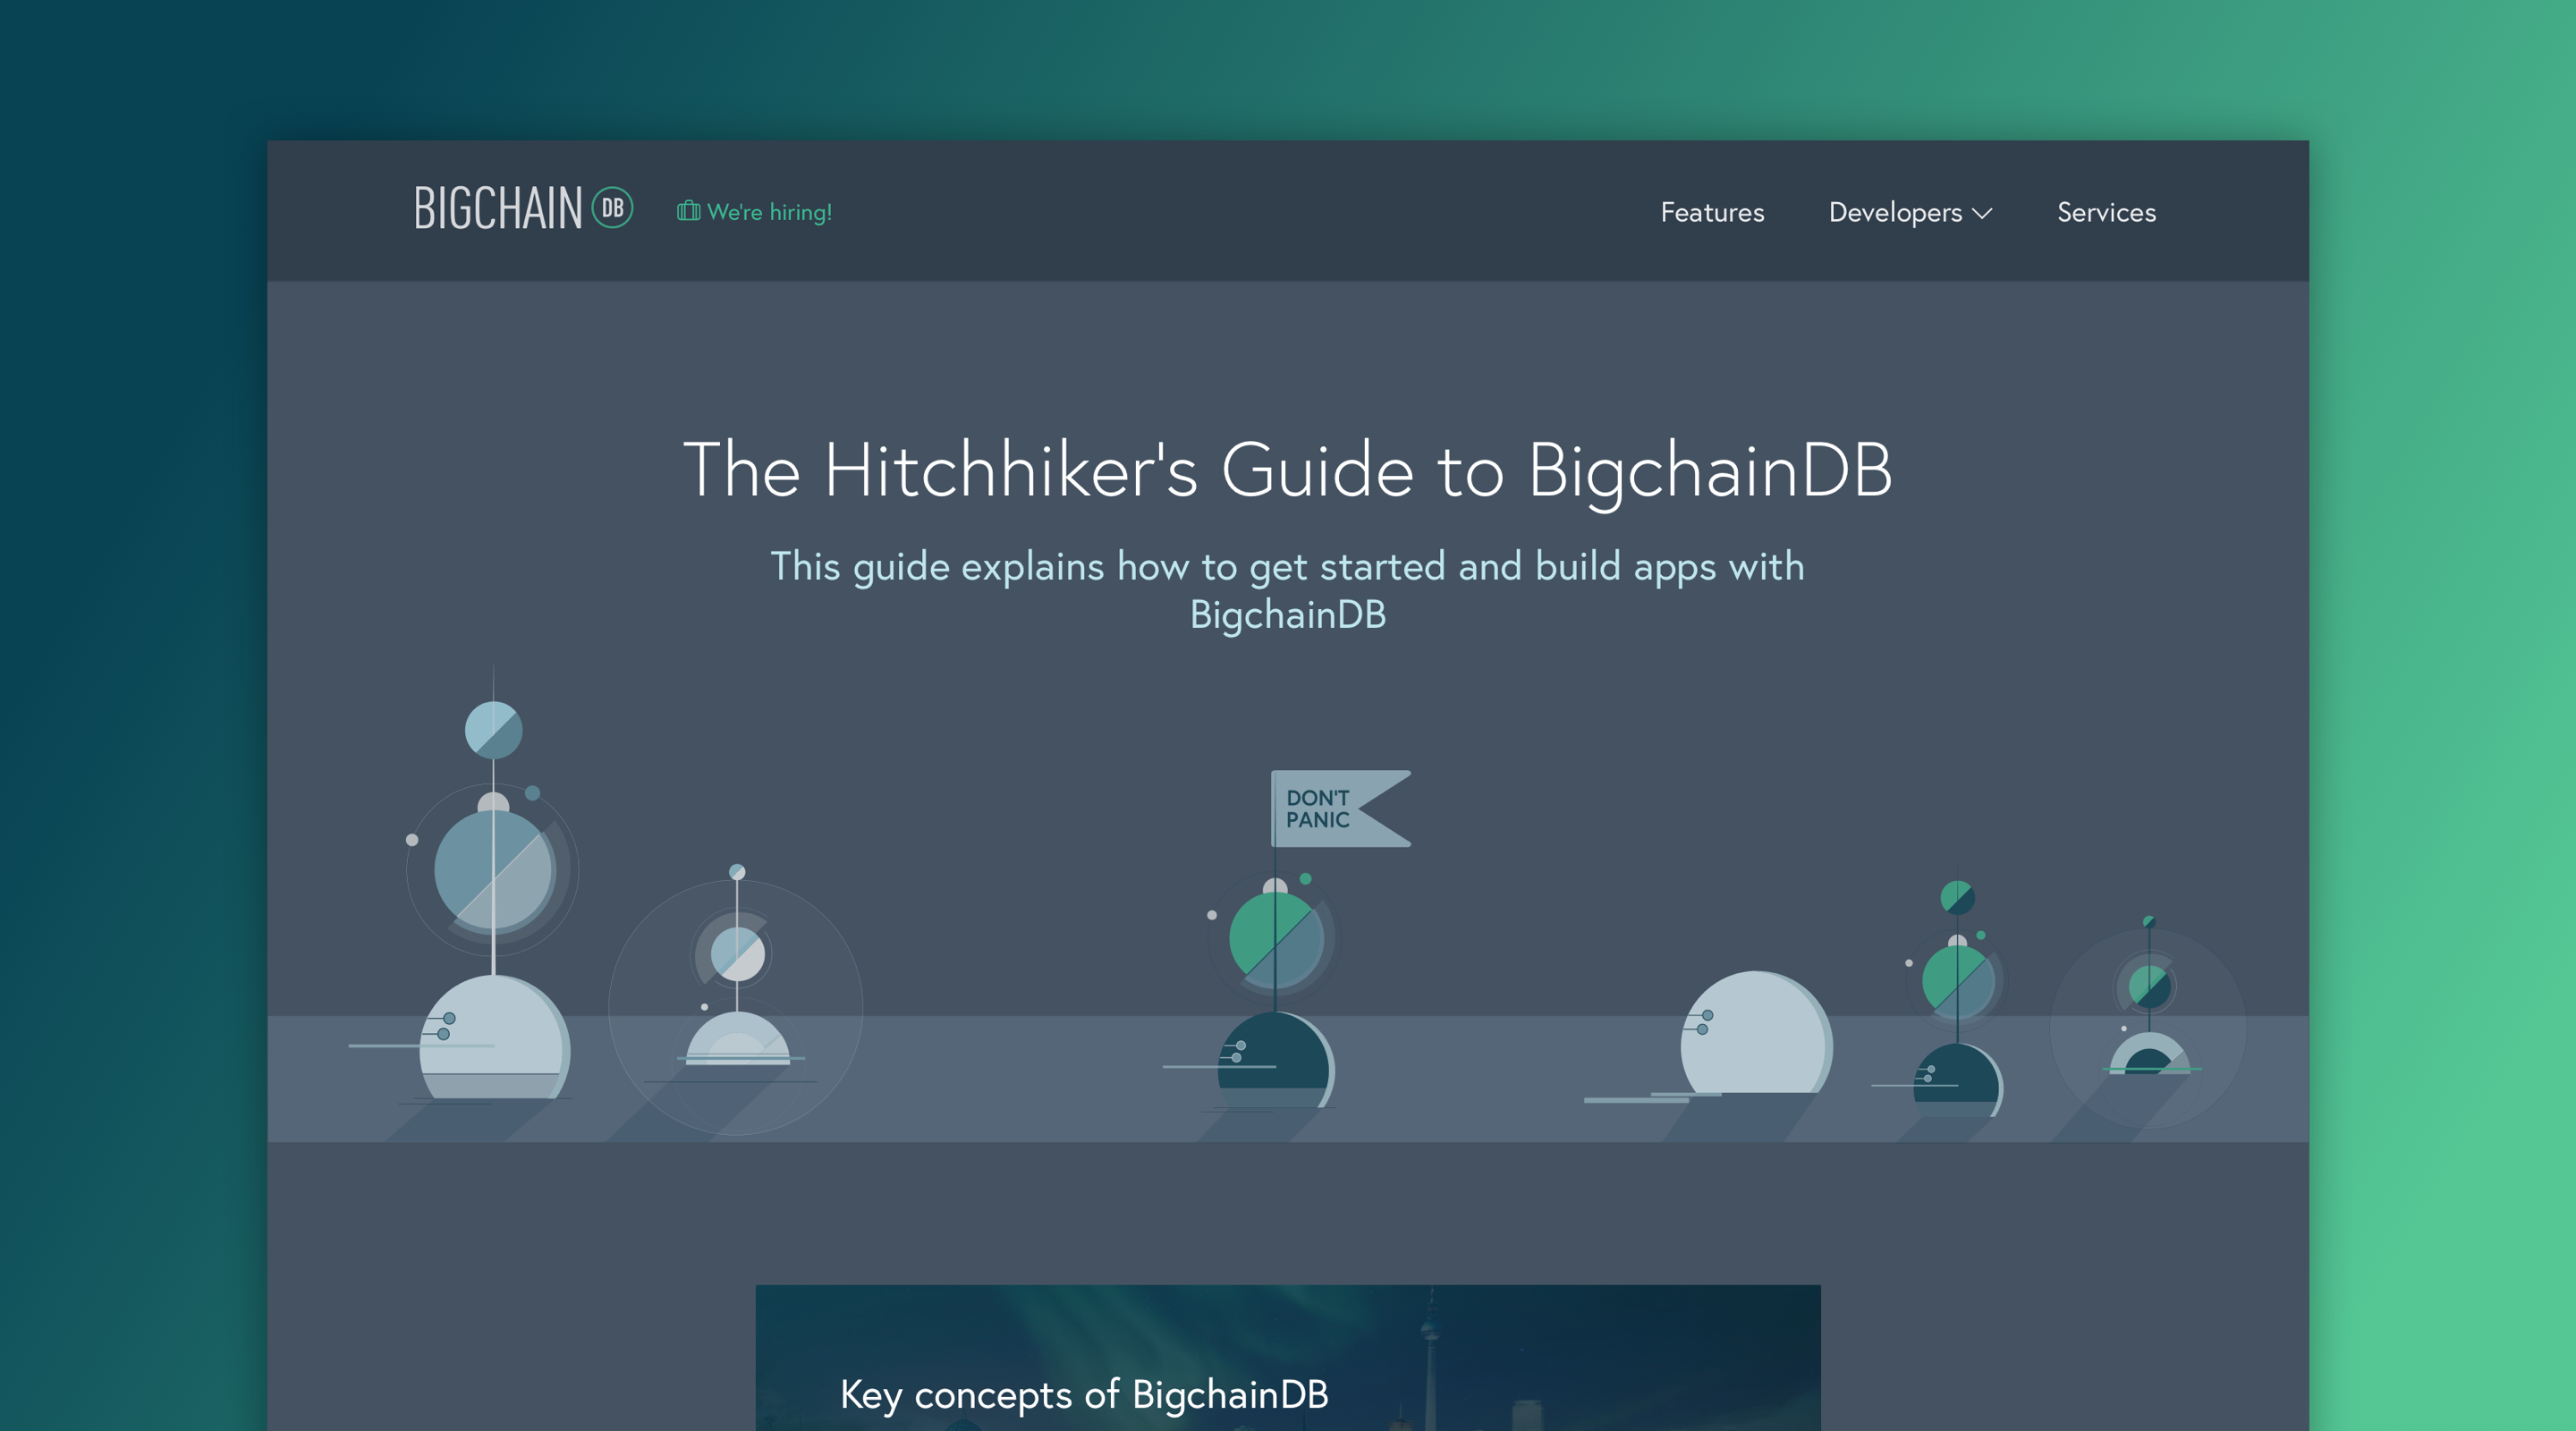 BIGCHAIN DB
We're hiring!
Features
Developers
Services
The Hitchhiker's Guide to BigchainDB
This guide explains how to get started and build apps with
BigchainDB
DON'T
PANIC
Key concepts of BigchainDB